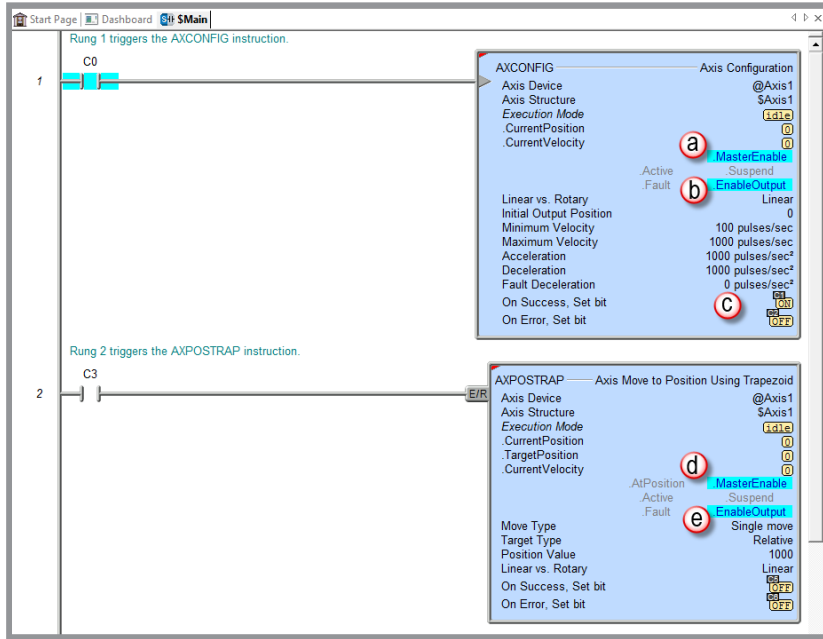 Start Page Dashboard $Main
Rung 1 triggers the AXCONFIG instruction.
C0
1
AXCONFIG Axis Configuration
Axis Device @Axis1
Axis Structure $Axis1
Execution Mode idle
.CurrentPosition 0
.CurrentVelocity 0
a
.MasterEnable
.Active .Suspend
.Fault b .EnableOutput
Linear vs. Rotary Linear
Initial Output Position 0
Minimum Velocity 100 pulses/sec
Maximum Velocity 1000 pulses/sec
Acceleration 1000 pulses/sec²
Deceleration 1000 pulses/sec²
Fault Deceleration 0 pulses/sec²
On Success, Set bit c ON
On Error, Set bit OFF
Rung 2 triggers the AXPOSTRAP instruction.
C3
2
E/R
AXPOSTRAP Axis Move to Position Using Trapezoid
Axis Device @Axis1
Axis Structure $Axis1
Execution Mode idle
.CurrentPosition 0
.TargetPosition 0
.CurrentVelocity 0
d
.AtPosition .MasterEnable
.Active .Suspend
.Fault e .EnableOutput
Move Type Single move
Target Type Relative
Position Value 1000
Linear vs. Rotary Linear
On Success, Set bit OFF
On Error, Set bit OFF